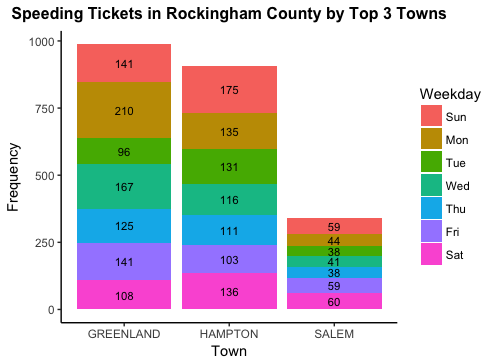 Speeding Tickets in Rockingham County by Top 3 Towns
1000
750
500
250
0
Frequency
141
210
96
167
125
141
108
175
135
131
116
111
103
136
59
44
38
41
38
59
60
GREENLAND HAMPTON SALEM
Town
Weekday
Sun
Mon
Tue
Wed
Thu
Fri
Sat